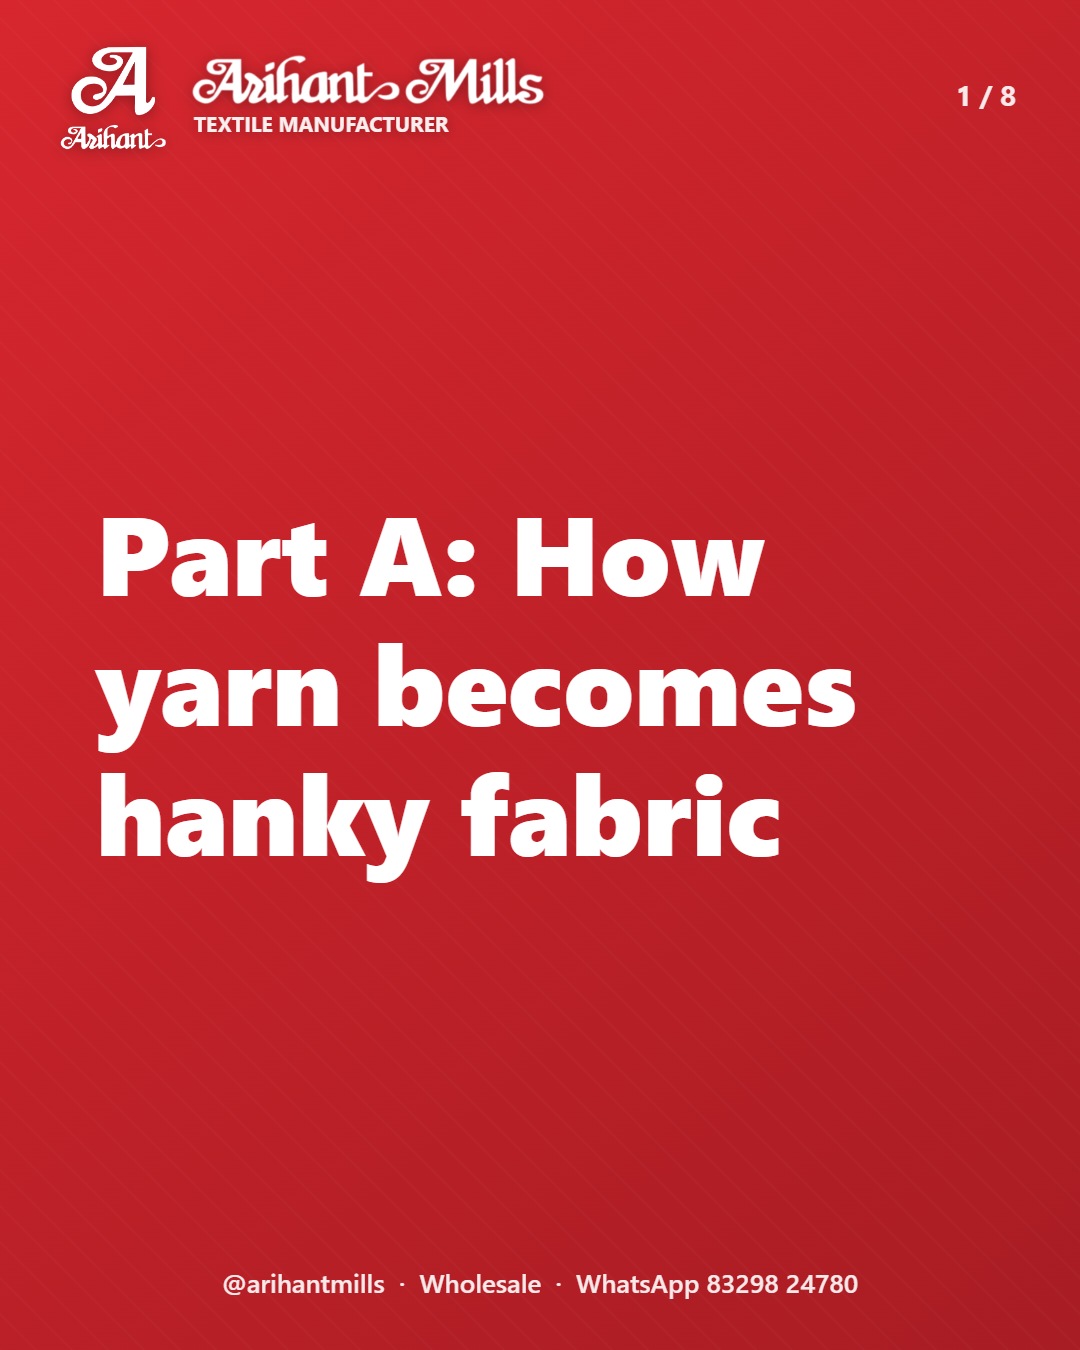 A
Arihant
Arihant Mills
TEXTILE MANUFACTURER
1 / 8
Part A: How
yarn becomes
hanky fabric
@arihantmills · Wholesale · WhatsApp 83298 24780